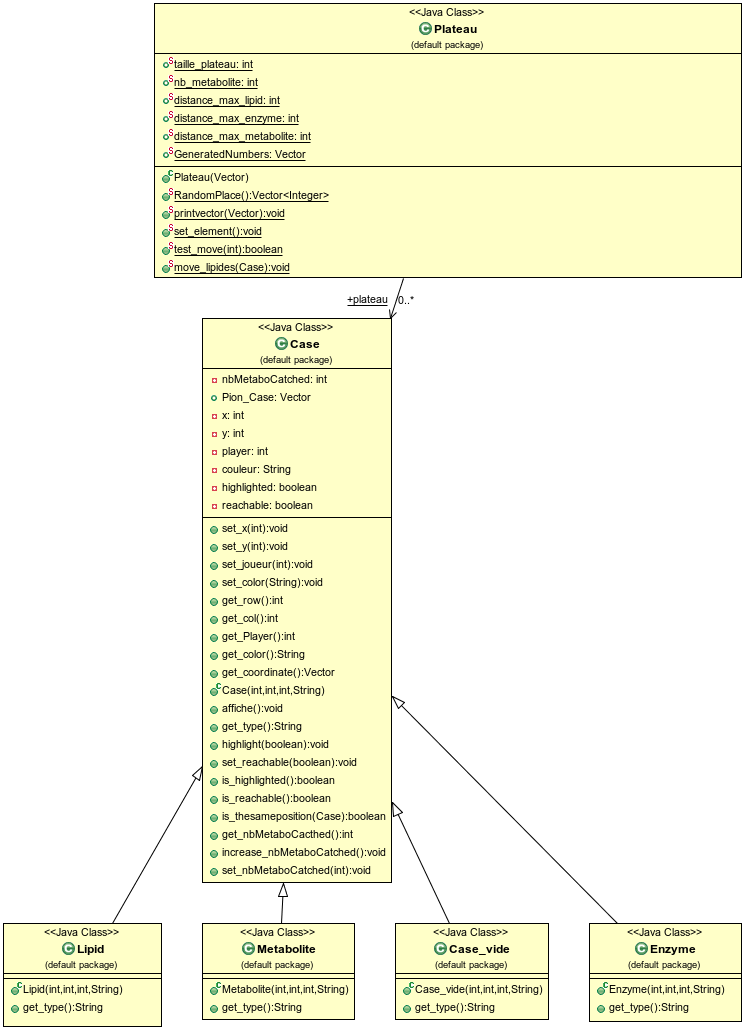 <<Java Class>>
Plateau
(default package)
taille_plateau: int
nb_metabolite: int
distance_max_lipid: int
distance_max_enzyme: int
distance_max_metabolite: int
GeneratedNumbers: Vector
Plateau(Vector)
RandomPlace():Vector<Integer>
printvector(Vector):void
set_element():void
test_move(int):boolean
move_lipides(Case):void
+plateau 0..*
<<Java Class>>
Case
(default package)
nbMetaboCatched: int
Pion_Case: Vector
x: int
y: int
player: int
couleur: String
highlighted: boolean
reachable: boolean
set_x(int):void
set_y(int):void
set_joueur(int):void
set_color(String):void
get_row():int
get_col():int
get_Player():int
get_color():String
get_coordinate():Vector
Case(int,int,int,String)
affiche():void
get_type():String
highlight(boolean):void
set_reachable(boolean):void
is_highlighted():boolean
is_reachable():boolean
is_thesameposition(Case):boolean
get_nbMetaboCacthed():int
increase_nbMetaboCatched():void
set_nbMetaboCatched(int):void
<<Java Class>>
Lipid
(default package)
Lipid(int,int,int,String)
get_type():String
<<Java Class>>
Metabolite
(default package)
Metabolite(int,int,int,String)
get_type():String
<<Java Class>>
Case_vide
(default package)
Case_vide(int,int,int,String)
get_type():String
<<Java Class>>
Enzyme
(default package)
Enzyme(int,int,int,String)
get_type():String